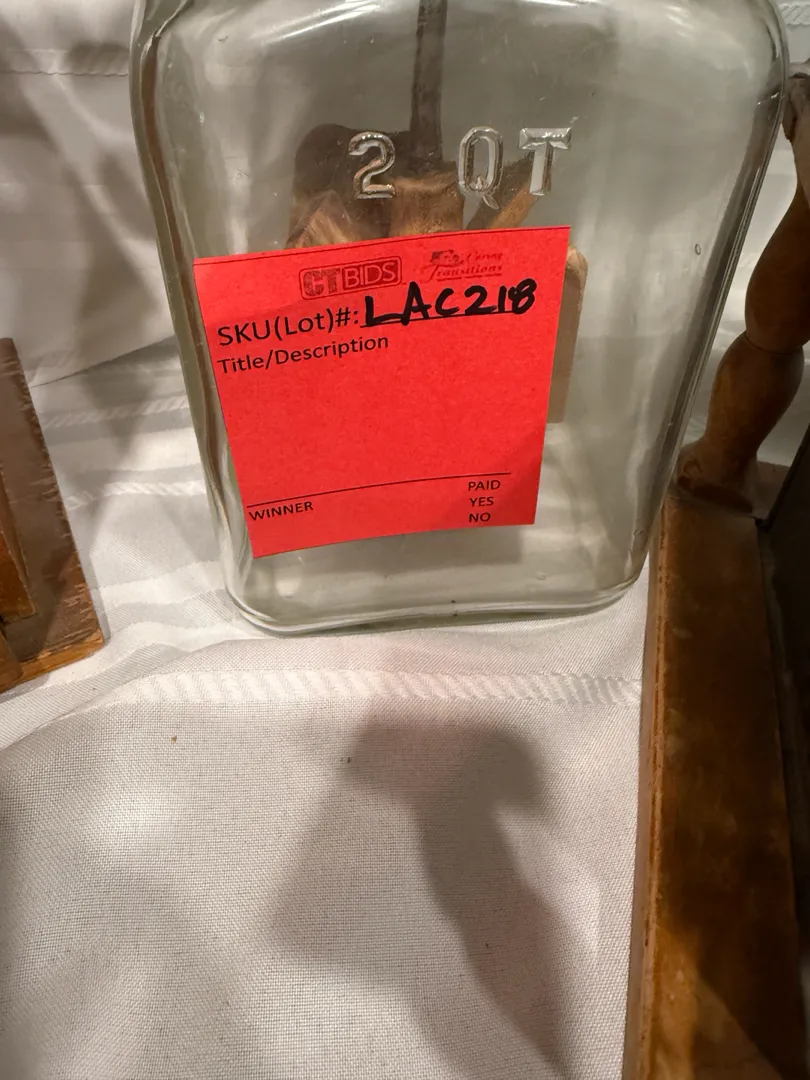 2 QT
CTBIDS Caring Transitions
SKU(Lot)#: LAC218
Title/Description
PAID
WINNER YES
NO